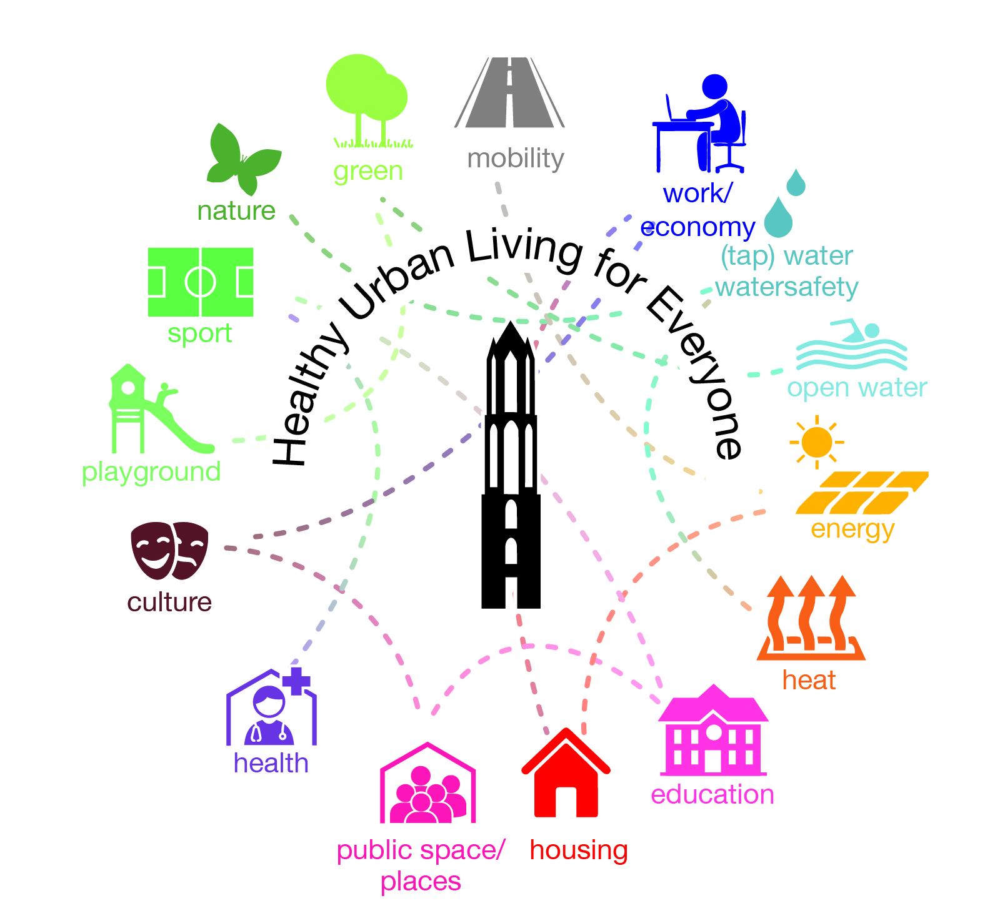 Healthy Urban Living for Everyone
green
mobility
work/
economy
nature
(tap) water
watersafety
sport
open water
playground
energy
culture
heat
health
education
public space/
places
housing